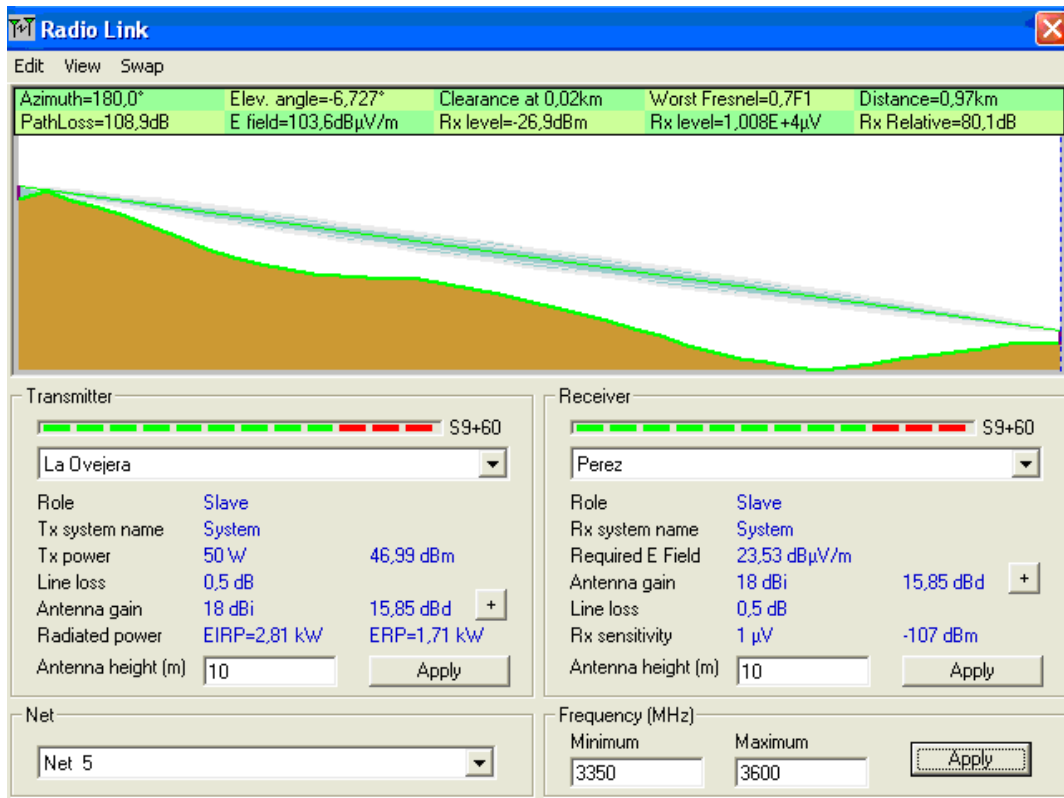 Radio Link
Edit View Swap
Azimuth=180,0° Elev. angle=-6,727° Clearance at 0,02km Worst Fresnel=0,7F1 Distance=0,97km
PathLoss=108,9dB E field=103,6dBµV/m Rx level=-26,9dBm Rx level=1,008E+4µV Rx Relative=80,1dB
Transmitter
S9+60
La Ovejera
Role Slave
Tx system name System
Tx power 50 W 46,99 dBm
Line loss 0,5 dB
Antenna gain 18 dBi 15,85 dBd +
Radiated power EIRP=2,81 kW ERP=1,71 kW
Antenna height (m) 10 Apply
Receiver
S9+60
Perez
Role Slave
Rx system name System
Required E Field 23,53 dBµV/m
Antenna gain 18 dBi 15,85 dBd +
Line loss 0,5 dB
Rx sensitivity 1 µV -107 dBm
Antenna height (m) 10 Apply
Net
Net 5
Frequency (MHz)
Minimum Maximum
3350 3600 Apply